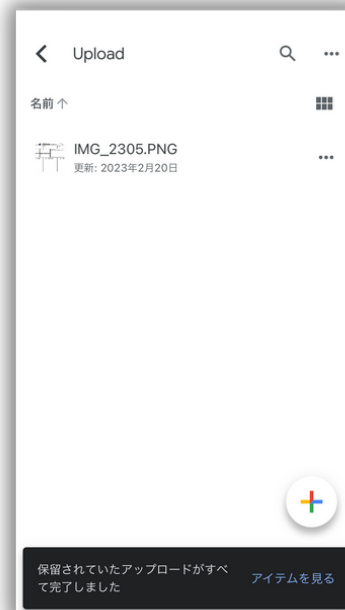 Upload
名前 ↑
IMG_2305.PNG
更新: 2023年2月20日
保留されていたアップロードがすべ
て完了しました
アイテムを見る